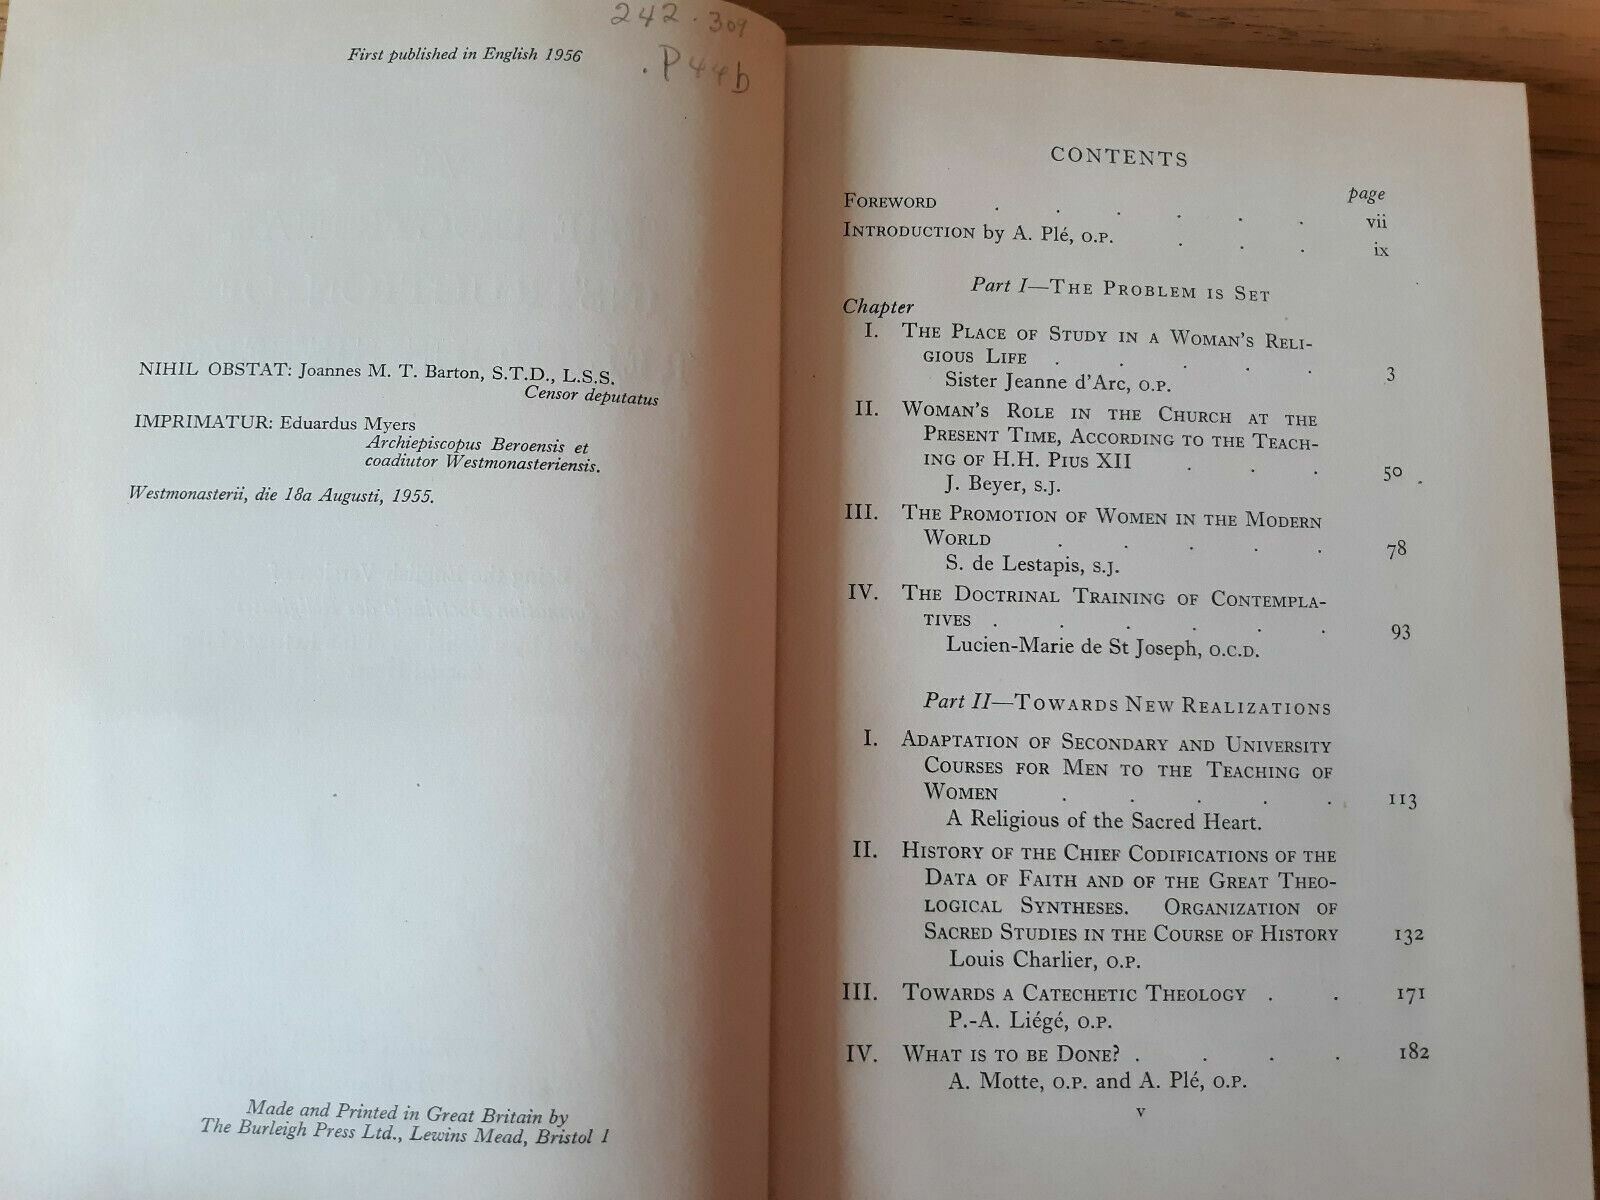 242.309
.P44b
First published in English 1956
NIHIL OBSTAT: Joannes M. T. Barton, S.T.D., L.S.S.
Censor deputatus
IMPRIMATUR: Eduardus Myers
Archiepiscopus Beroensis et
coadiutor Westmonasteriensis.
Westmonasterii, die 18a Augusti, 1955.
Made and Printed in Great Britain by
The Burleigh Press Ltd., Lewins Mead, Bristol 1
CONTENTS
page
FOREWORD . . . . . . vii
INTRODUCTION by A. Plé, O.P. . . . ix
Part I—THE PROBLEM IS SET
Chapter
I. THE PLACE OF STUDY IN A WOMAN'S RELI-
GIOUS LIFE . . . . . 3
Sister Jeanne d'Arc, O.P.
II. WOMAN'S ROLE IN THE CHURCH AT THE
PRESENT TIME, ACCORDING TO THE TEACH-
ING OF H.H. PIUS XII . . . 50
J. Beyer, S.J.
III. THE PROMOTION OF WOMEN IN THE MODERN
WORLD . . . . . 78
S. de Lestapis, S.J.
IV. THE DOCTRINAL TRAINING OF CONTEMPLA-
TIVES . . . . . . 93
Lucien-Marie de St Joseph, O.C.D.
Part II—TOWARDS NEW REALIZATIONS
I. ADAPTATION OF SECONDARY AND UNIVERSITY
COURSES FOR MEN TO THE TEACHING OF
WOMEN . . . . . 113
A Religious of the Sacred Heart.
II. HISTORY OF THE CHIEF CODIFICATIONS OF THE
DATA OF FAITH AND OF THE GREAT THEO-
LOGICAL SYNTHESES. ORGANIZATION OF
SACRED STUDIES IN THE COURSE OF HISTORY 132
Louis Charlier, O.P.
III. TOWARDS A CATECHETIC THEOLOGY . . 171
P.-A. Liégé, O.P.
IV. WHAT IS TO BE DONE? . . . . 182
A. Motte, O.P. and A. Plé, O.P.
v